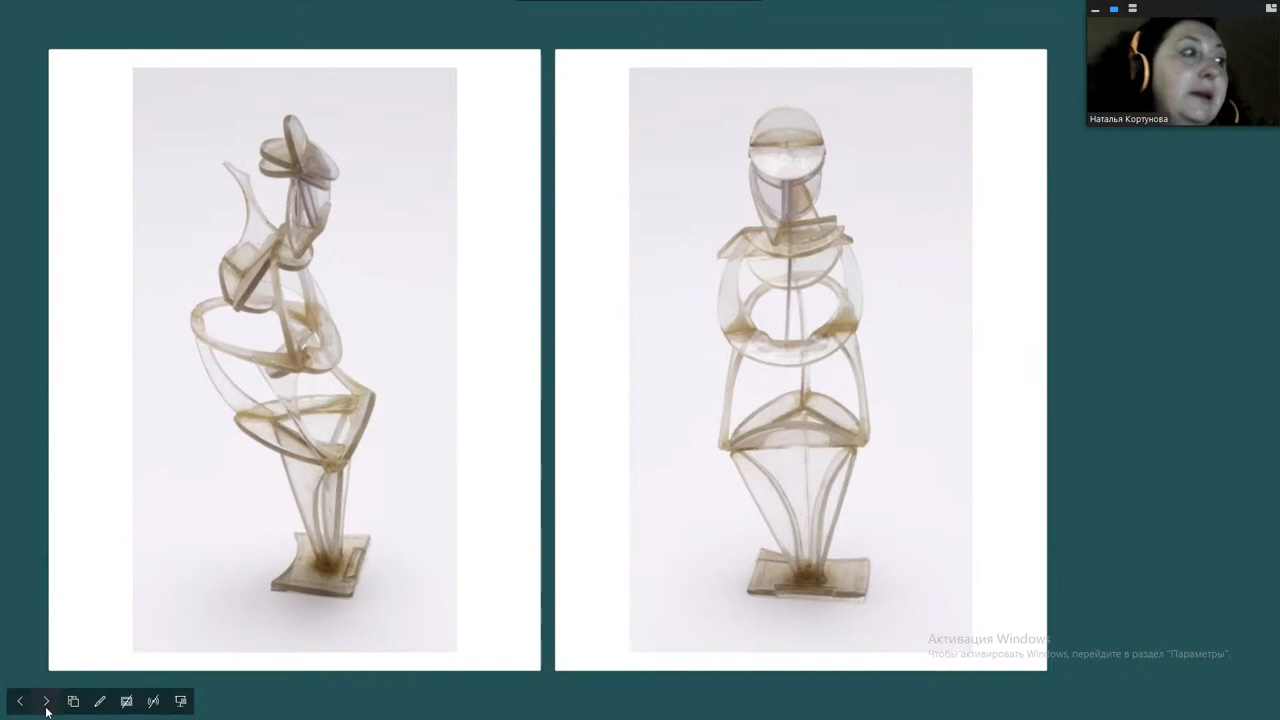 Наталья Кортунова
Активация Windows
Чтобы активировать Windows, перейдите в раздел "Параметры".